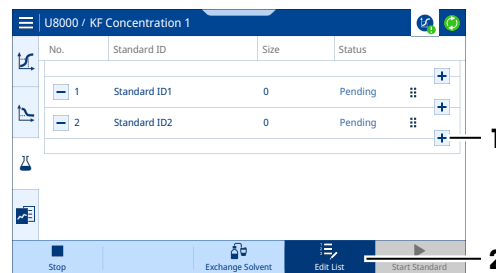 U8000 / KF Concentration 1
No. Standard ID Size Status
1 Standard ID1 0 Pending
2 Standard ID2 0 Pending
1
Stop Exchange Solvent Edit List Start Standard
2